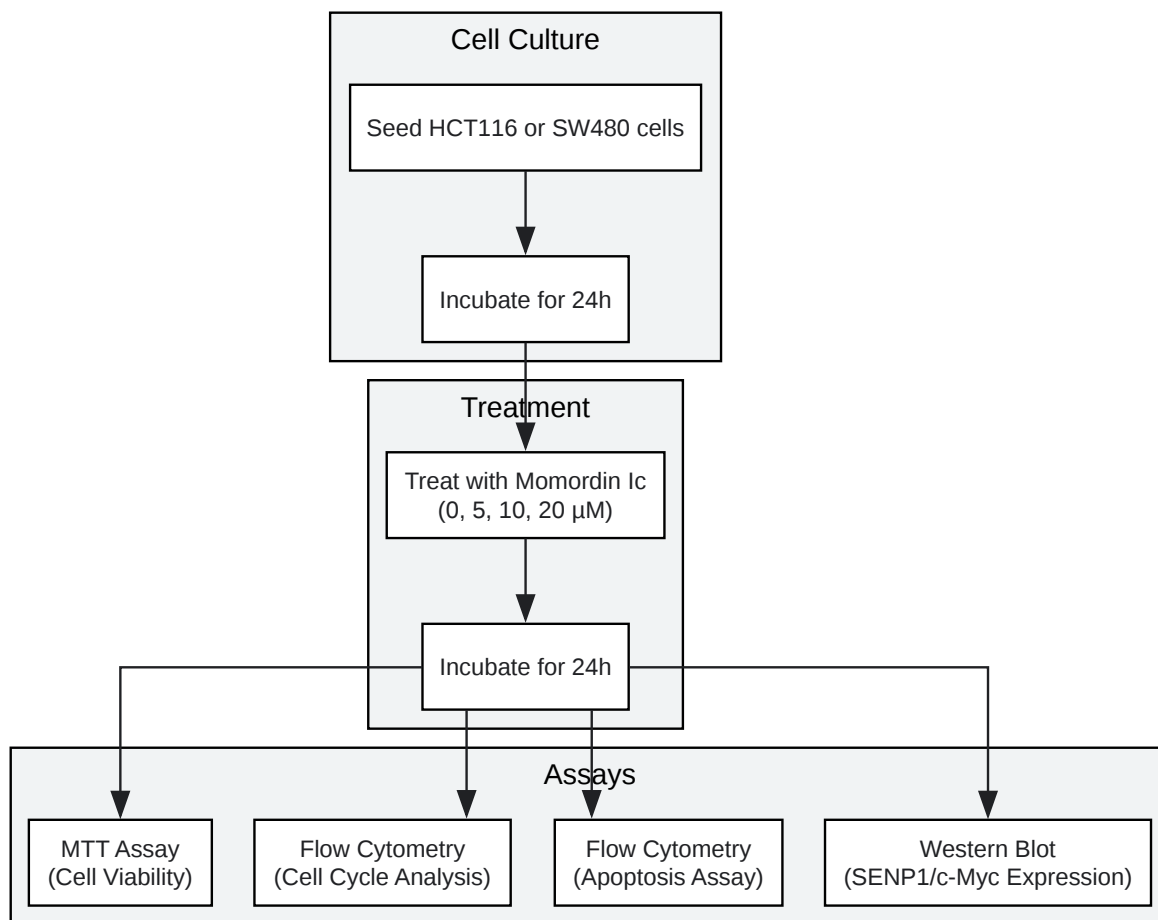 Cell Culture
Seed HCT116 or SW480 cells
Incubate for 24h
Treatment
Treat with Momordin Ic
(0, 5, 10, 20 µM)
Incubate for 24h
Assays
MTT Assay
(Cell Viability)
Flow Cytometry
(Cell Cycle Analysis)
Flow Cytometry
(Apoptosis Assay)
Western Blot
(SENP1/c-Myc Expression)